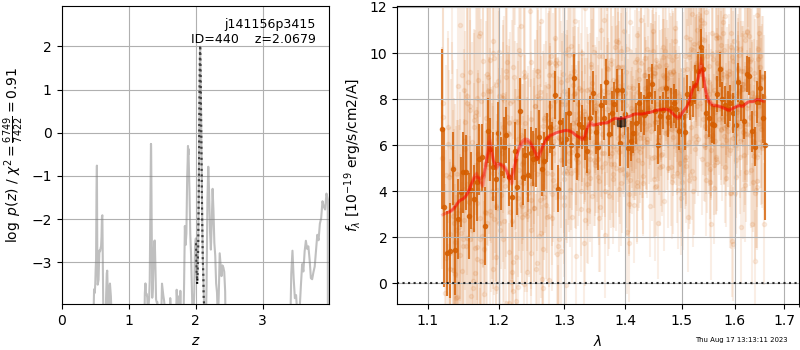 j141156p3415
ID=440 z=2.0679
log p(z) / χ² = 6749/7422 = 0.91
2
1
0
−1
−2
−3
0 1 2 3
z
f_λ [10⁻¹⁹ erg/s/cm2/A]
12
10
8
6
4
2
0
1.1 1.2 1.3 1.4 1.5 1.6 1.7
λ
Thu Aug 17 13:13:11 2023